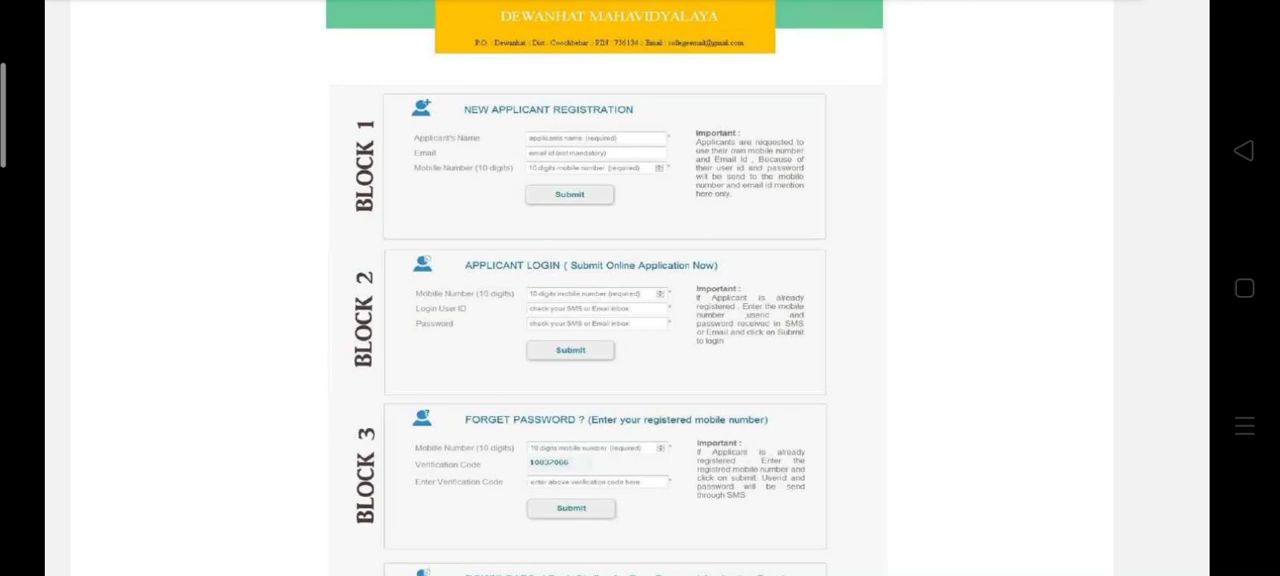 DEWANHAT MAHAVIDYALAYA
P.O. : Dewanhat : Dist : Coochbehar : PIN : 736134 : Email : collegeemail@gmail.com
BLOCK 1
NEW APPLICANT REGISTRATION
Applicant's Name applicants name (required) *
Email email id (not mandatory)
Mobile Number (10 digits) 10 digits mobile number (required) *
Submit
Important :
Applicants are requested to
use their own mobile number
and Email Id , Because of
their user id and password
will be send to the mobile
number and email id mention
here only.
BLOCK 2
APPLICANT LOGIN ( Submit Online Application Now)
Mobile Number (10 digits) 10 digits mobile number (required) *
Login User ID check your SMS or Email inbox *
Password check your SMS or Email inbox *
Submit
Important :
If Applicant is already
registered . Enter the mobile
number ,userid and
password received in SMS
or Email and click on Submit
to login
BLOCK 3
FORGET PASSWORD ? (Enter your registered mobile number)
Mobile Number (10 digits) 10 digits mobile number (required) *
Verification Code 10837066
Enter Verification Code enter above verification code here *
Submit
Important :
If Applicant is already
registered Enter the
registred mobile number and
click on submit. Userid and
password will be send
through SMS